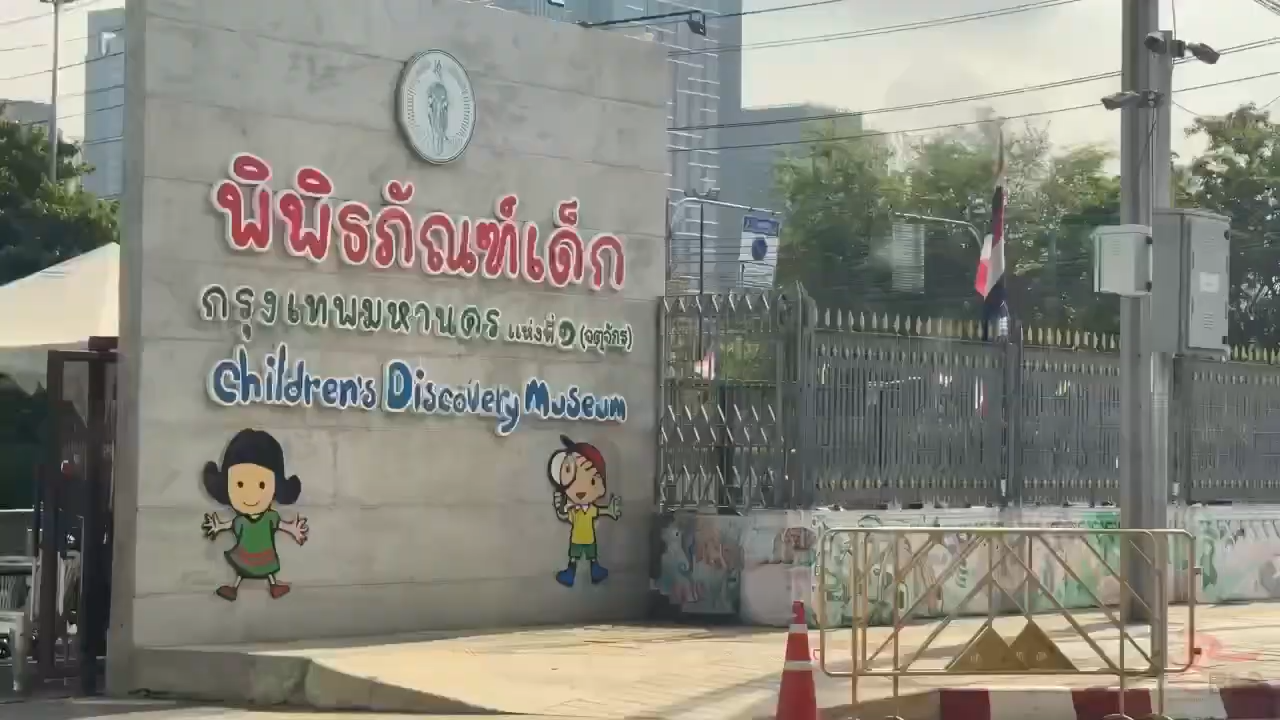 พิพิธภัณฑ์เด็ก
กรุงเทพมหานคร แห่งที่ ๑ (จตุจักร)
Children's Discovery Museum